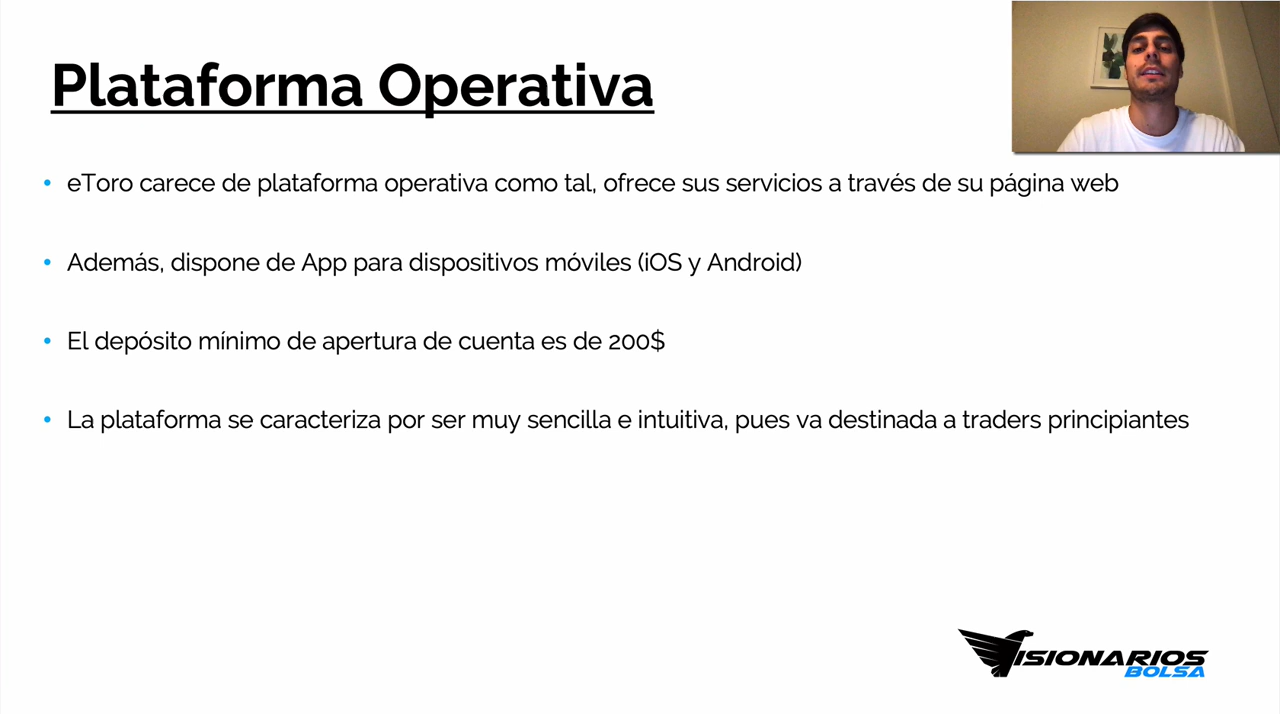 Plataforma Operativa
• eToro carece de plataforma operativa como tal, ofrece sus servicios a través de su página web
• Además, dispone de App para dispositivos móviles (iOS y Android)
• El depósito mínimo de apertura de cuenta es de 200$
• La plataforma se caracteriza por ser muy sencilla e intuitiva, pues va destinada a traders principiantes
VISIONARIOS
BOLSA